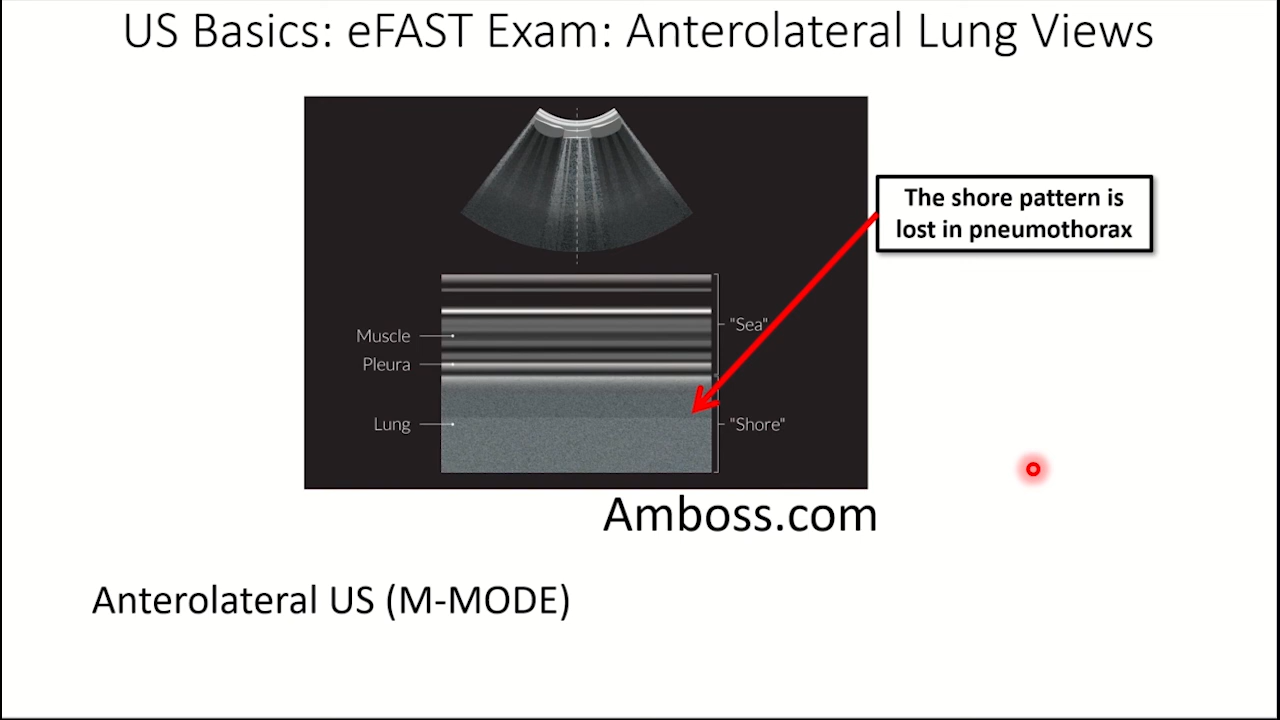 US Basics: eFAST Exam: Anterolateral Lung Views
The shore pattern is
lost in pneumothorax
"Sea"
Muscle
Pleura
Lung
"Shore"
Amboss.com
Anterolateral US (M-MODE)